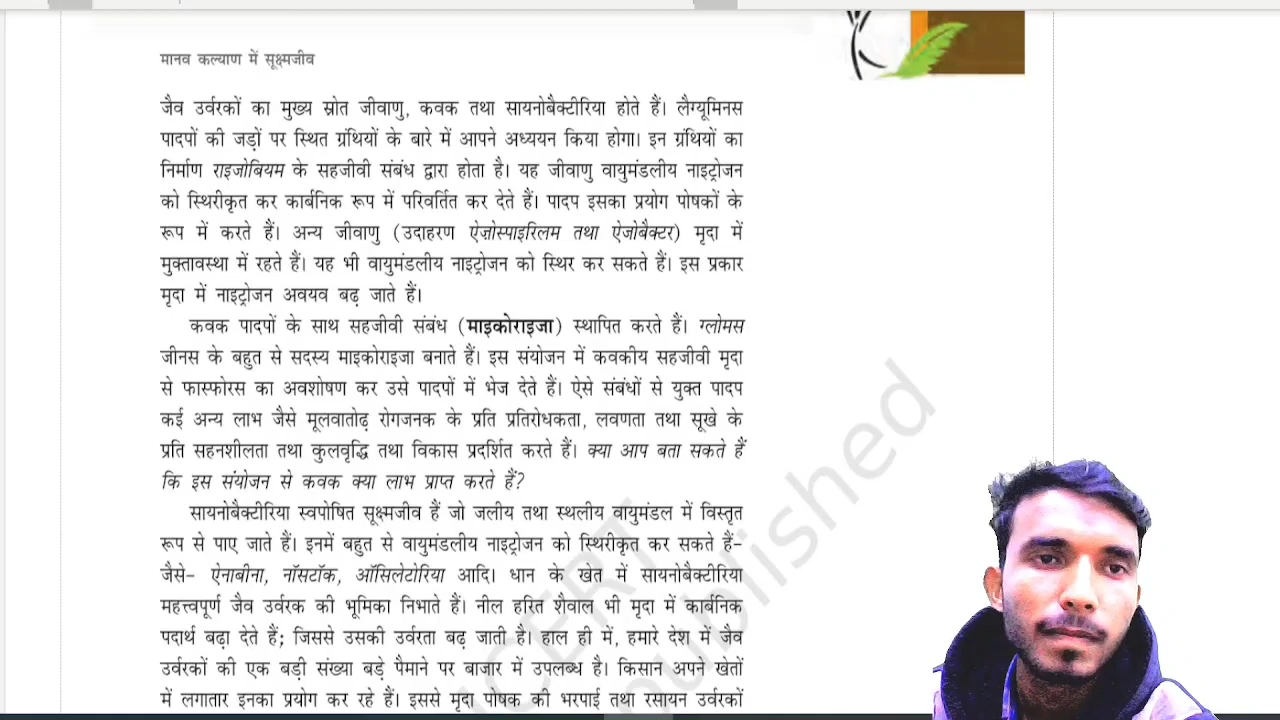 मानव कल्याण में सूक्ष्मजीव
जैव उर्वरकों का मुख्य स्रोत जीवाणु, कवक तथा सायनोबैक्टीरिया होते हैं। लैग्यूमिनस
पादपों की जड़ों पर स्थित ग्रंथियों के बारे में आपने अध्ययन किया होगा। इन ग्रंथियों का
निर्माण राइजोबियम के सहजीवी संबंध द्वारा होता है। यह जीवाणु वायुमंडलीय नाइट्रोजन
को स्थिरीकृत कर कार्बनिक रूप में परिवर्तित कर देते हैं। पादप इसका प्रयोग पोषकों के
रूप में करते हैं। अन्य जीवाणु (उदाहरण ऐज़ोस्पाइरिलम तथा ऐज़ोबैक्टर) मृदा में
मुक्तावस्था में रहते हैं। यह भी वायुमंडलीय नाइट्रोजन को स्थिर कर सकते हैं। इस प्रकार
मृदा में नाइट्रोजन अवयव बढ़ जाते हैं।
कवक पादपों के साथ सहजीवी संबंध (माइकोराइजा) स्थापित करते हैं। ग्लोमस
जीनस के बहुत से सदस्य माइकोराइजा बनाते हैं। इस संयोजन में कवकीय सहजीवी मृदा
से फास्फोरस का अवशोषण कर उसे पादपों में भेज देते हैं। ऐसे संबंधों से युक्त पादप
कई अन्य लाभ जैसे मूलवातोढ़ रोगजनक के प्रति प्रतिरोधकता, लवणता तथा सूखे के
प्रति सहनशीलता तथा कुलवृद्धि तथा विकास प्रदर्शित करते हैं। क्या आप बता सकते हैं
कि इस संयोजन से कवक क्या लाभ प्राप्त करते हैं?
सायनोबैक्टीरिया स्वपोषित सूक्ष्मजीव हैं जो जलीय तथा स्थलीय वायुमंडल में विस्तृत
रूप से पाए जाते हैं। इनमें बहुत से वायुमंडलीय नाइट्रोजन को स्थिरीकृत कर सकते हैं-
जैसे- ऐनाबीना, नॉसटॉक, ऑसिलेटोरिया आदि। धान के खेत में सायनोबैक्टीरिया
महत्त्वपूर्ण जैव उर्वरक की भूमिका निभाते हैं। नील हरित शैवाल भी मृदा में कार्बनिक
पदार्थ बढ़ा देते हैं; जिससे उसकी उर्वरता बढ़ जाती है। हाल ही में, हमारे देश में जैव
उर्वरकों की एक बड़ी संख्या बड़े पैमाने पर बाजार में उपलब्ध है। किसान अपने खेतों
में लगातार इनका प्रयोग कर रहे हैं। इससे मृदा पोषक की भरपाई तथा रसायन उर्वरकों